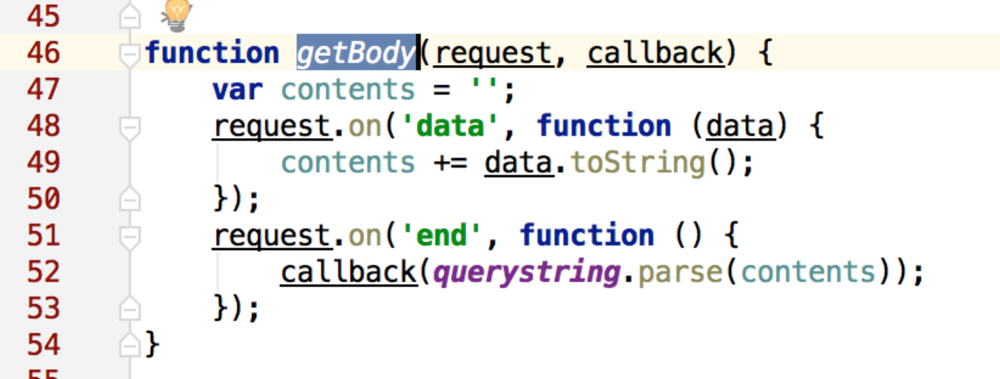 45
46 function getBody(request, callback) {
47 var contents = '';
48 request.on('data', function (data) {
49 contents += data.toString();
50 });
51 request.on('end', function () {
52 callback(querystring.parse(contents));
53 });
54 }
55